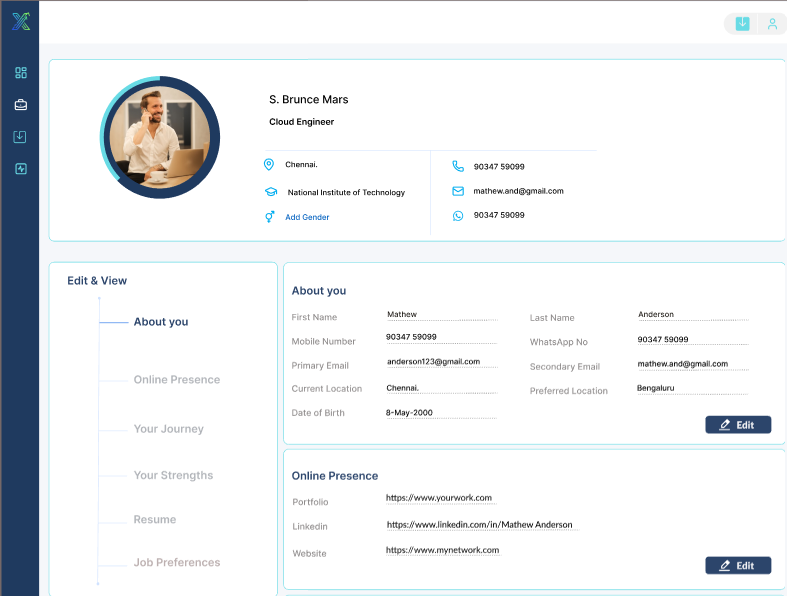 S. Brunce Mars
Cloud Engineer
Chennai.
National Institute of Technology
Add Gender
90347 59099
mathew.and@gmail.com
90347 59099
Edit & View
About you
Online Presence
Your Journey
Your Strengths
Resume
Job Preferences
About you
First Name Mathew Last Name Anderson
Mobile Number 90347 59099 WhatsApp No 90347 59099
Primary Email anderson123@gmail.com Secondary Email mathew.and@gmail.com
Current Location Chennai. Preferred Location Bengaluru
Date of Birth 8-May-2000
Edit
Online Presence
Portfolio https://www.yourwork.com
Linkedin https://www.linkedin.com/in/Mathew Anderson
Website https://www.mynetwork.com
Edit